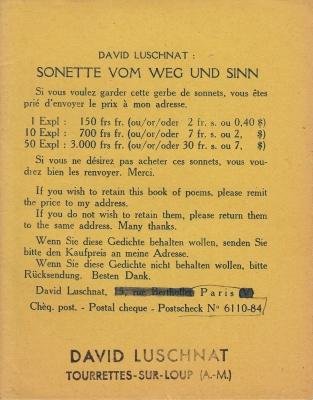 DAVID LUSCHNAT :
SONETTE VOM WEG UND SINN
Si vous voulez garder cette gerbe de sonnets, vous êtes
prié d'envoyer le prix à mon adresse.
1 Expl : 150 frs fr. (ou/or/oder 2 fr. s. ou 0,40 $)
10 Expl : 700 frs fr. (ou/or/oder 7 fr. s. ou 2, $)
50 Expl : 3.000 frs fr. (ou/or/oder 30 fr. s. ou 7, $)
Si vous ne désirez pas acheter ces sonnets, vous vou-
drez bien les renvoyer. Merci.
If you wish to retain this book of poems, please remit
the price to my address.
If you do not wish to retain them, please return them
to the same address. Many thanks.
Wenn Sie diese Gedichte behalten wollen, senden Sie
bitte den Kaufpreis an meine Adresse.
Wenn Sie diese Gedichte nicht behalten wollen, bitte
Rücksendung. Besten Dank.
David Luschnat, rue Paris
Chèq. post. - Postal cheque - Postscheck Nº 6110-84
DAVID LUSCHNAT
TOURRETTES-SUR-LOUP (A.-M.)